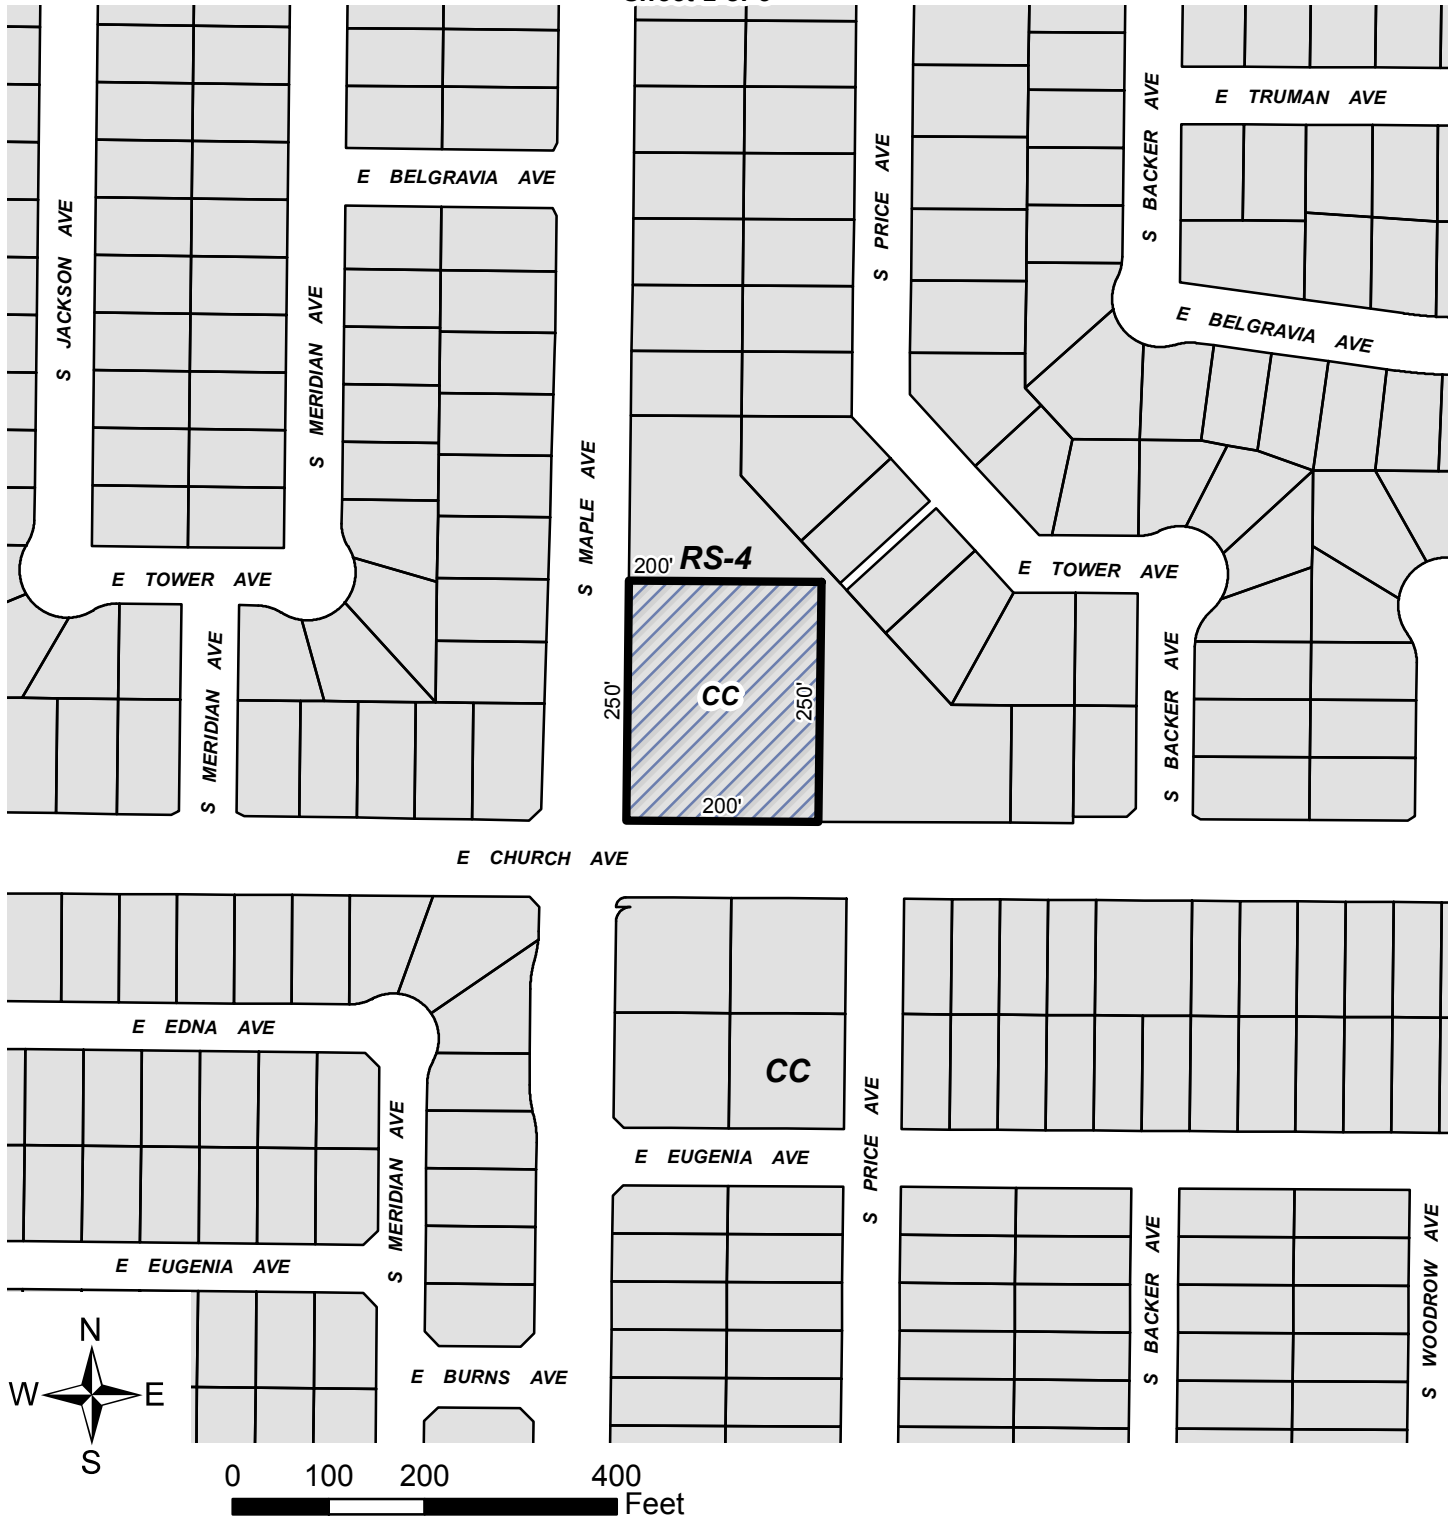 E TRUMAN AVE
S BACKER AVE
S PRICE AVE
E BELGRAVIA AVE
S JACKSON AVE
S MERIDIAN AVE
E BELGRAVIA AVE
S MAPLE AVE
200' RS-4
E TOWER AVE
E TOWER AVE
S MERIDIAN AVE
250'
CC
250'
S BACKER AVE
200'
E CHURCH AVE
E EDNA AVE
CC
S MERIDIAN AVE
S PRICE AVE
E EUGENIA AVE
E EUGENIA AVE
S BACKER AVE
S WOODROW AVE
N
W E
S
E BURNS AVE
0 100 200 400
Feet